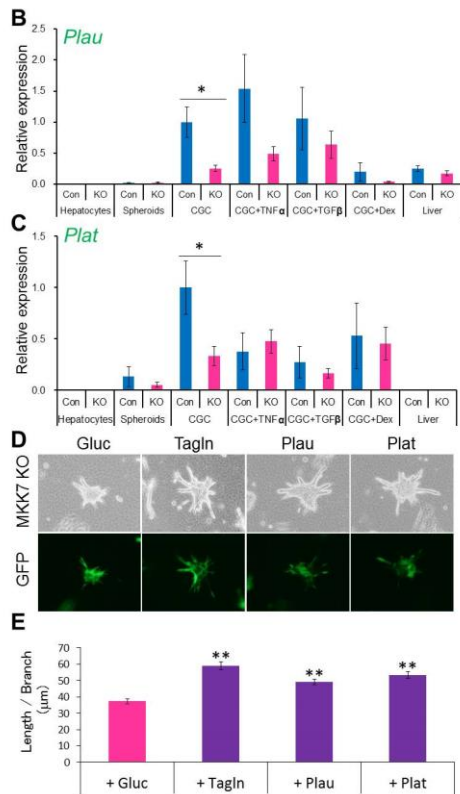 B
Plau
Relative expression
2.5
2.0
1.5
1.0
0.5
0.0
*
Con KO Con KO Con KO Con KO Con KO Con KO Con KO
Hepatocytes Spheroids CGC CGC+TNFα CGC+TGFβ CGC+Dex Liver
C
Plat
Relative expression
1.5
1.0
0.5
0.0
*
Con KO Con KO Con KO Con KO Con KO Con KO Con KO
Hepatocytes Spheroids CGC CGC+TNFα CGC+TGFβ CGC+Dex Liver
D
Gluc Tagln Plau Plat
MKK7 KO
GFP
E
Length / Branch
(μm)
70
60
50
40
30
20
10
0
** ** **
+ Gluc + Tagln + Plau + Plat